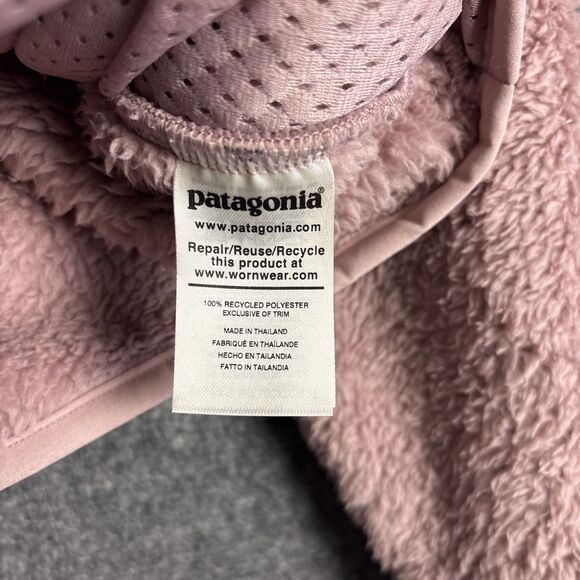 patagonia®
www.patagonia.com
Repair/Reuse/Recycle
this product at
www.wornwear.com
100% RECYCLED POLYESTER
EXCLUSIVE OF TRIM
MADE IN THAILAND
FABRIQUÉ EN THAÏLANDE
HECHO EN TAILANDIA
FATTO IN TAILANDIA